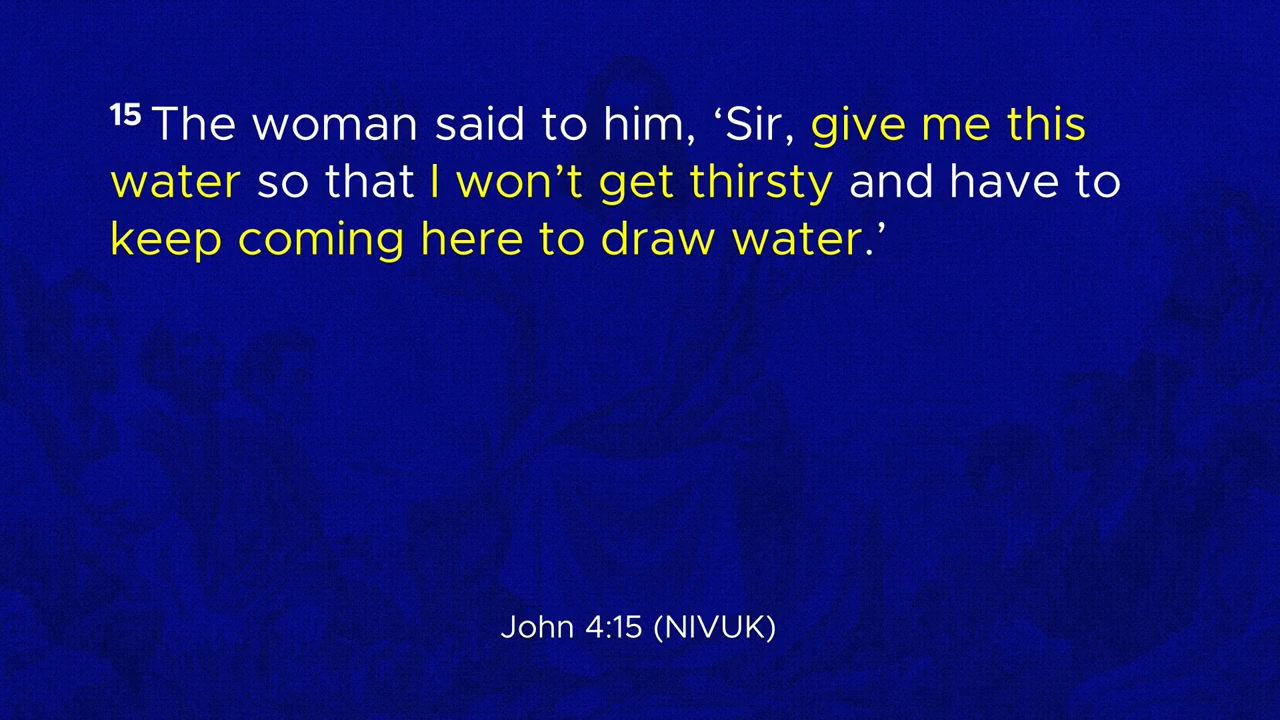 15 The woman said to him, ‘Sir, give me this
water so that I won’t get thirsty and have to
keep coming here to draw water.’
John 4:15 (NIVUK)